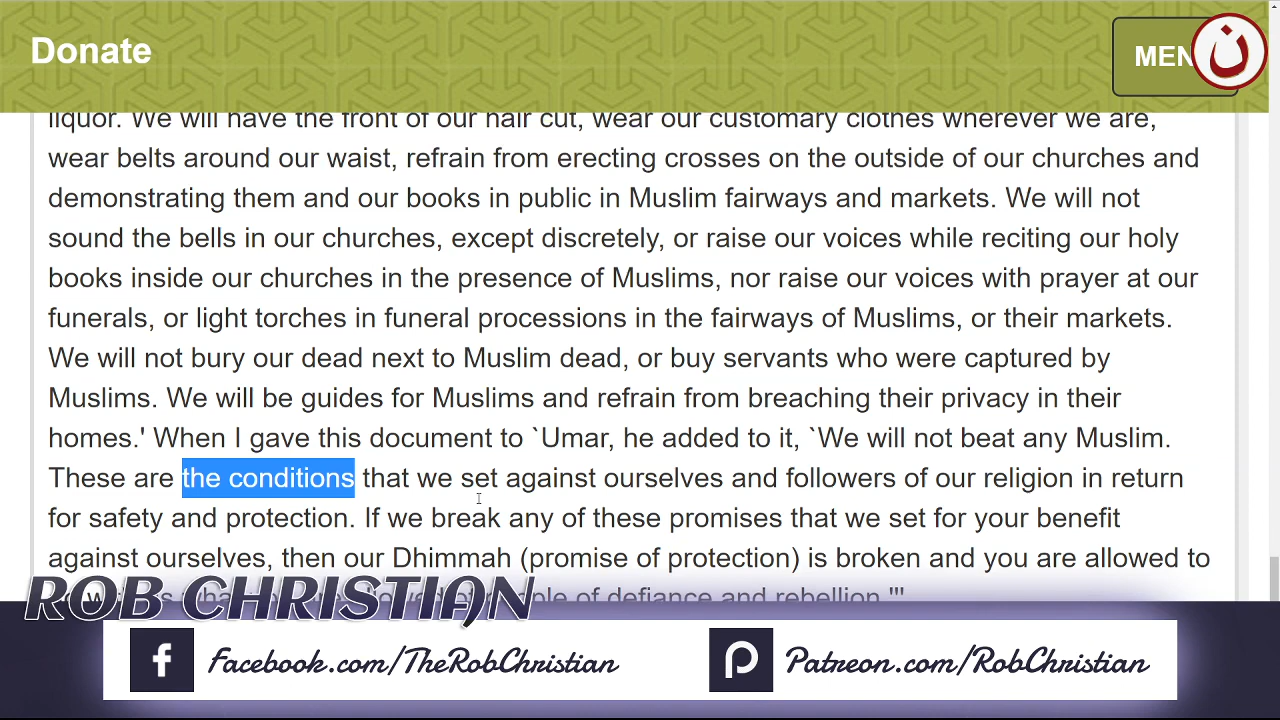 Donate
MEN
ن
liquor. We will have the front of our hair cut, wear our customary clothes wherever we are,
wear belts around our waist, refrain from erecting crosses on the outside of our churches and
demonstrating them and our books in public in Muslim fairways and markets. We will not
sound the bells in our churches, except discretely, or raise our voices while reciting our holy
books inside our churches in the presence of Muslims, nor raise our voices with prayer at our
funerals, or light torches in funeral processions in the fairways of Muslims, or their markets.
We will not bury our dead next to Muslim dead, or buy servants who were captured by
Muslims. We will be guides for Muslims and refrain from breaching their privacy in their
homes.' When I gave this document to `Umar, he added to it, `We will not beat any Muslim.
These are the conditions that we set against ourselves and followers of our religion in return
for safety and protection. If we break any of these promises that we set for your benefit
against ourselves, then our Dhimmah (promise of protection) is broken and you are allowed to
of defiance and rebellion.'"
ROB CHRISTIAN
Facebook.com/TheRobChristian
Patreon.com/RobChristian